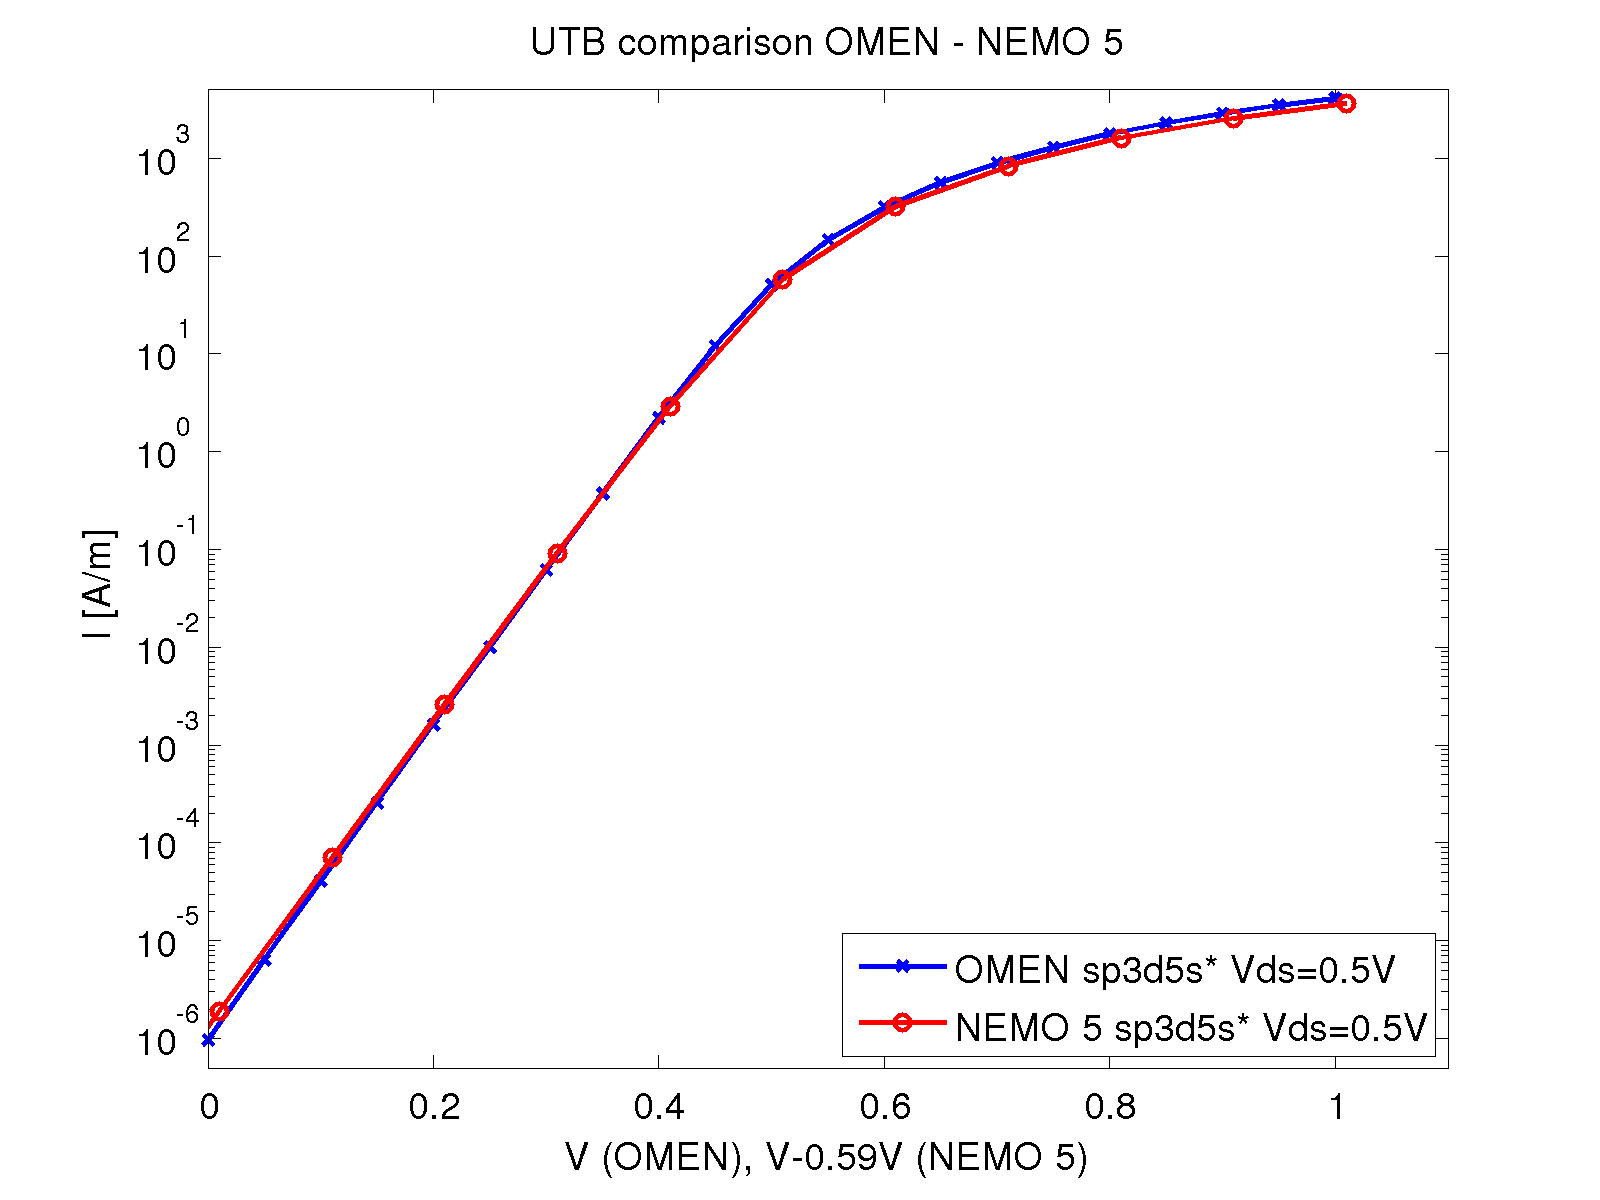 UTB comparison OMEN - NEMO 5
10^3
10^2
10^1
10^0
10^-1
10^-2
10^-3
10^-4
10^-5
10^-6
I [A/m]
OMEN sp3d5s* Vds=0.5V
NEMO 5 sp3d5s* Vds=0.5V
0 0.2 0.4 0.6 0.8 1
V (OMEN), V-0.59V (NEMO 5)